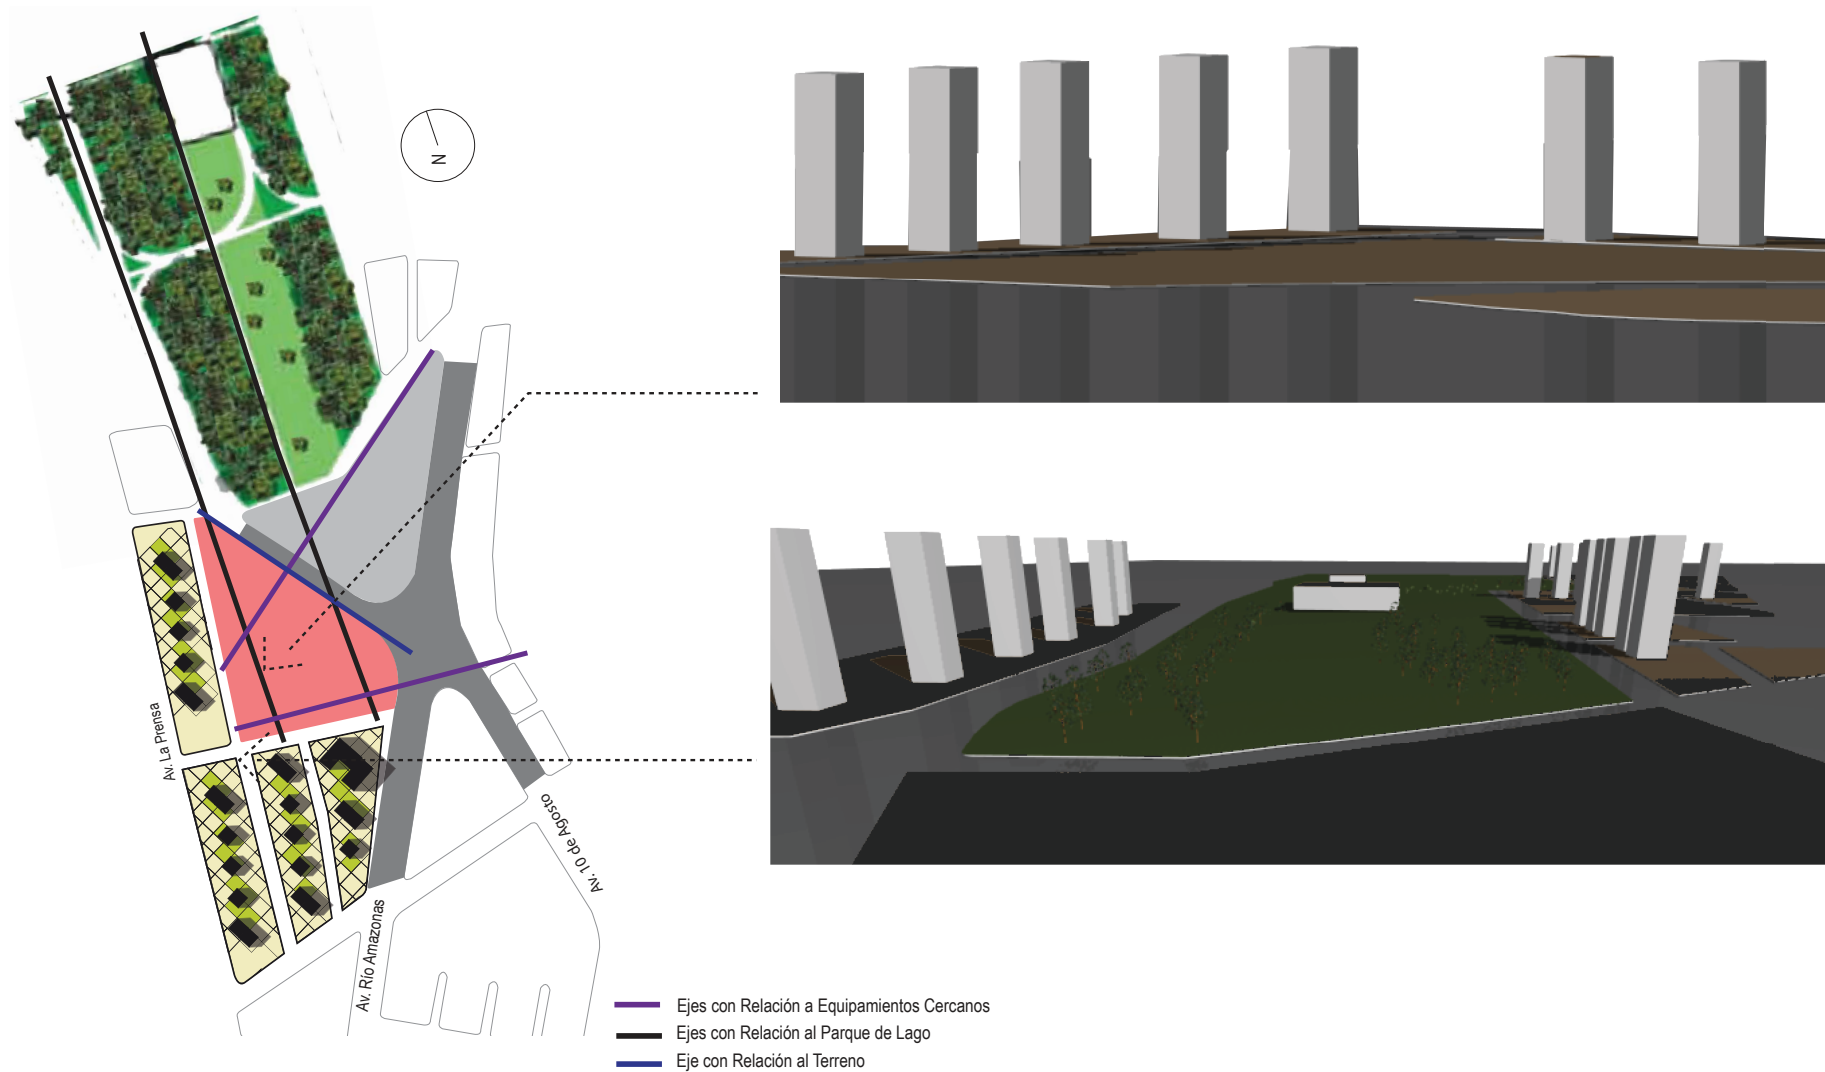 N
Av. La Prensa
Av. 10 de Agosto
Av. Río Amazonas
Ejes con Relación a Equipamientos Cercanos
Ejes con Relación al Parque de Lago
Eje con Relación al Terreno